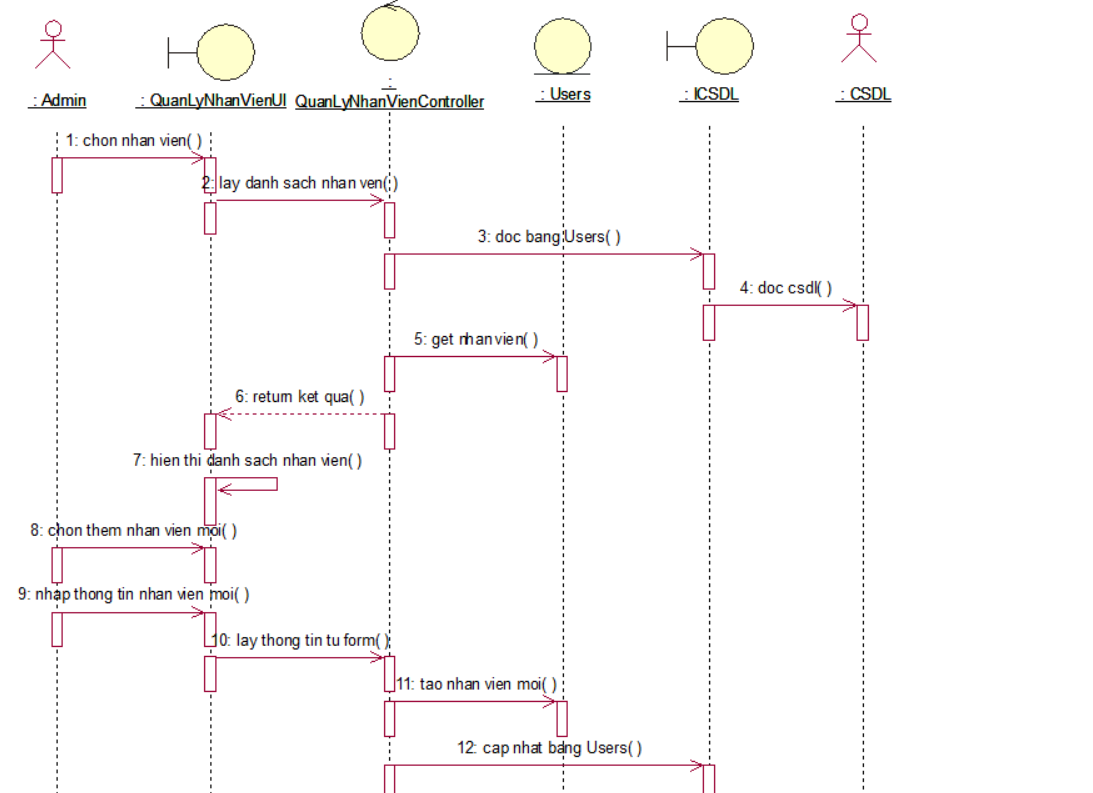 : Admin
: QuanLyNhanVienUI
:
QuanLyNhanVienController
: Users
: ICSDL
: CSDL
1: chon nhan vien( )
2: lay danh sach nhan ven( )
3: doc bang Users( )
4: doc csdl( )
5: get nhanvien( )
6: return ket qua( )
7: hien thi danh sach nhan vien( )
8: chon them nhan vien moi( )
9: nhap thong tin nhan vien moi( )
10: lay thong tin tu form( )
11: tao nhan vien moi( )
12: cap nhat bang Users( )